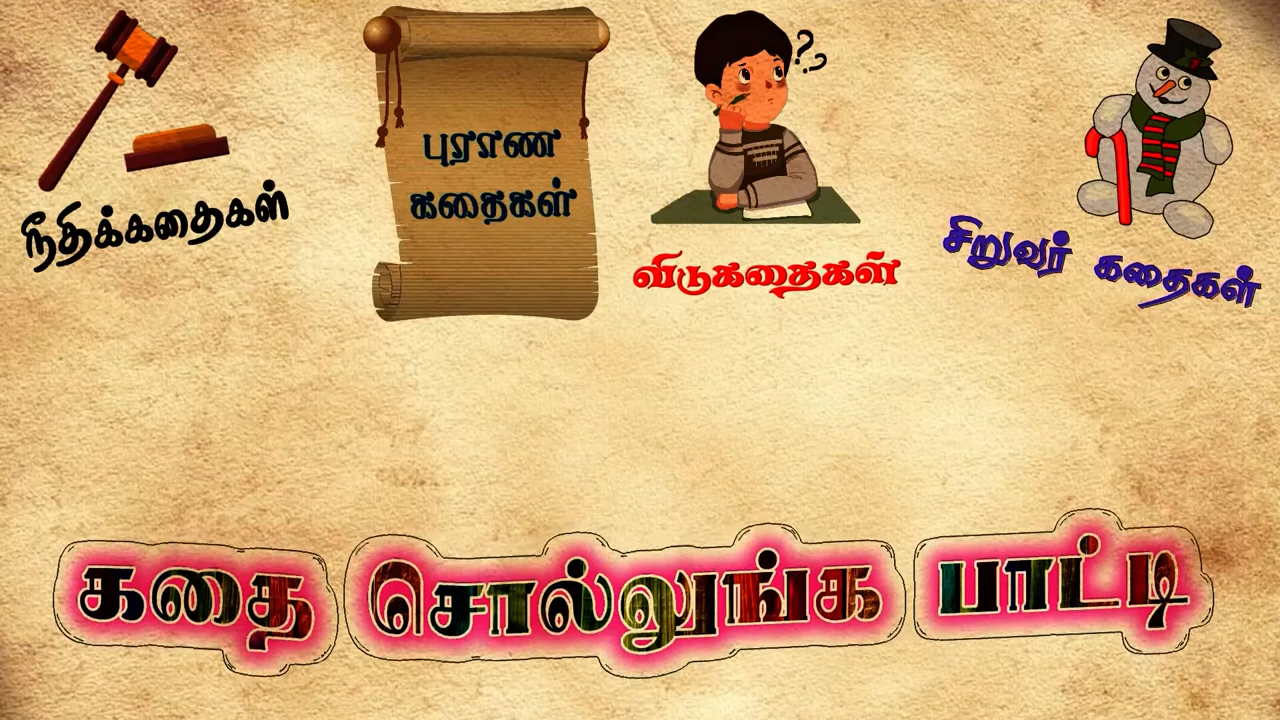 நீதிக்கதைகள்
புராண
கதைகள்
விடுகதைகள்
சிறுவர் கதைகள்
கதை சொல்லுங்க பாட்டி